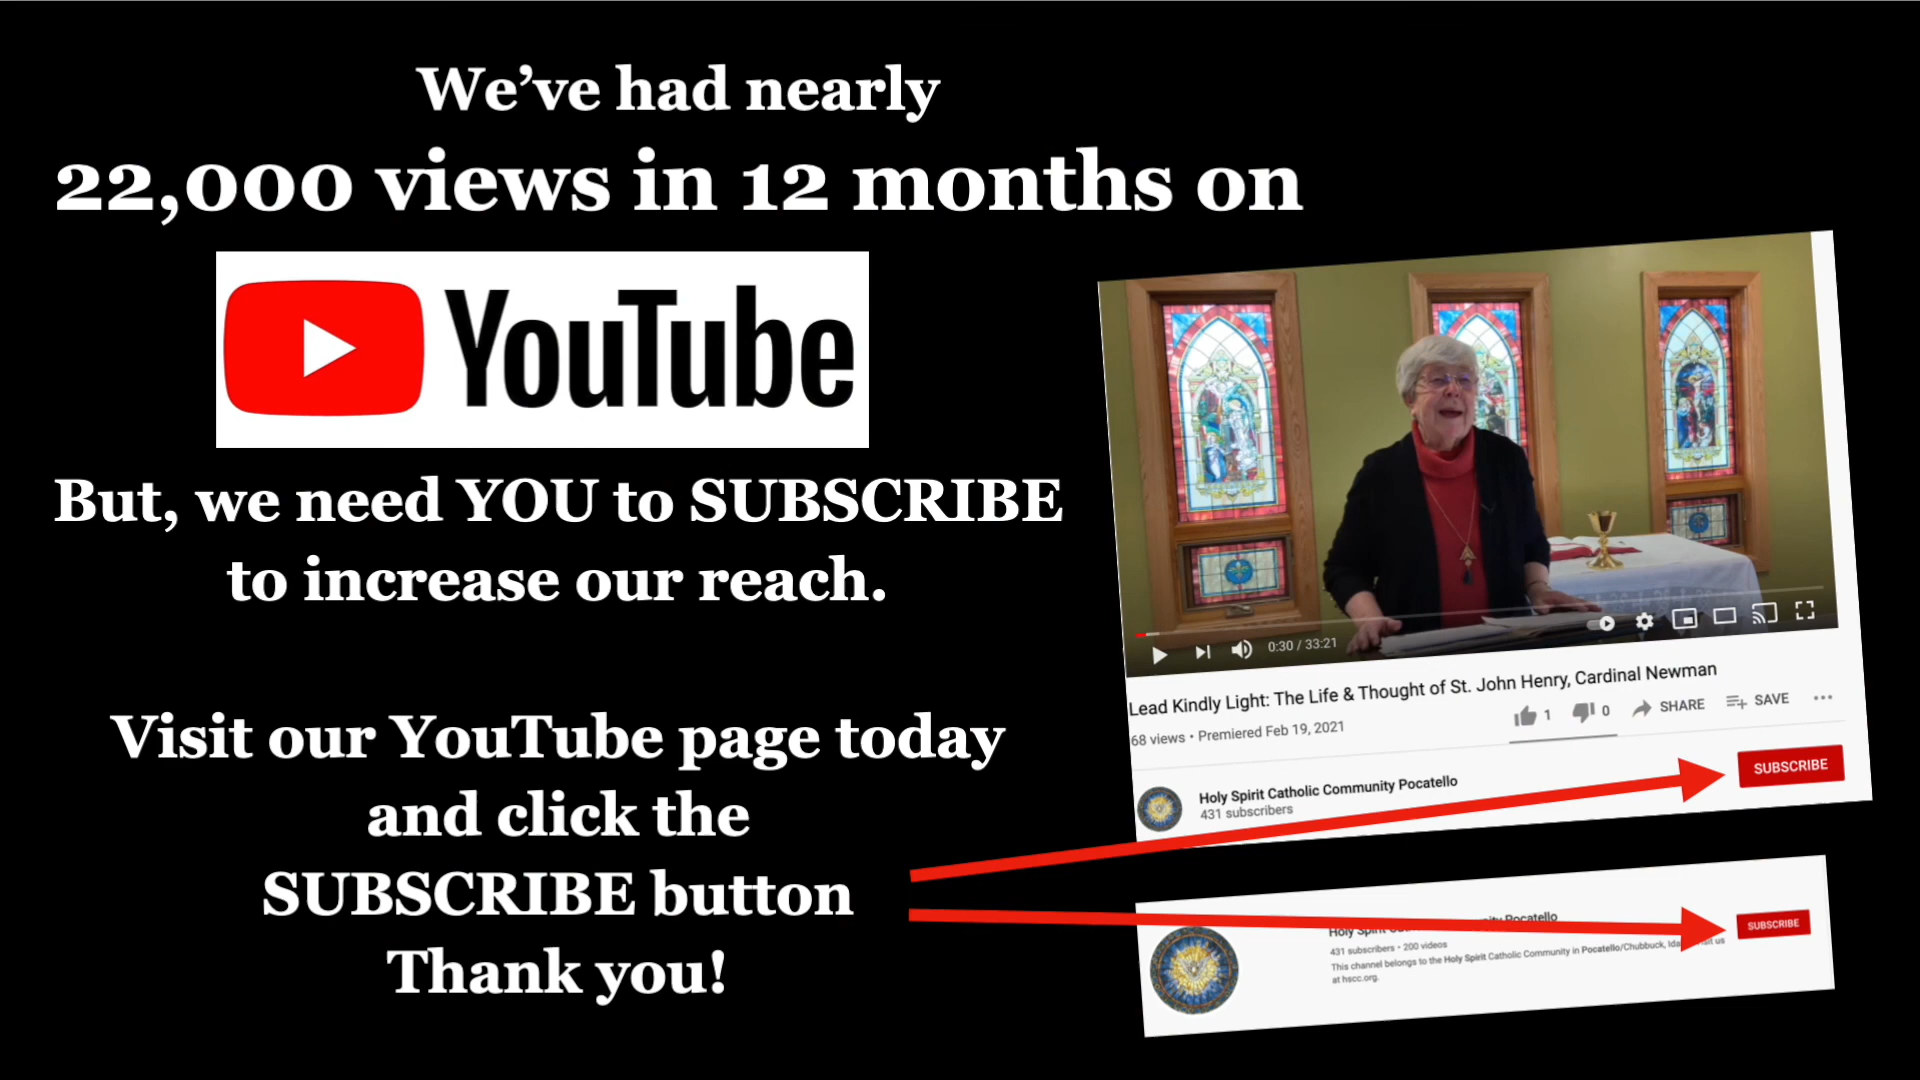 We’ve had nearly
22,000 views in 12 months on
YouTube
But, we need YOU to SUBSCRIBE
to increase our reach.
Visit our YouTube page today
and click the
SUBSCRIBE button
Thank you!
0:30 / 33:21
Lead Kindly Light: The Life & Thought of St. John Henry, Cardinal Newman
68 views • Premiered Feb 19, 2021
1 0 SHARE SAVE
Holy Spirit Catholic Community Pocatello
431 subscribers
SUBSCRIBE
Holy Spirit Pocatello
431 subscribers • 200 videos
This channel belongs to the Holy Spirit Catholic Community in Pocatello/Chubbuck, us
at hscc.org.
SUBSCRIBE